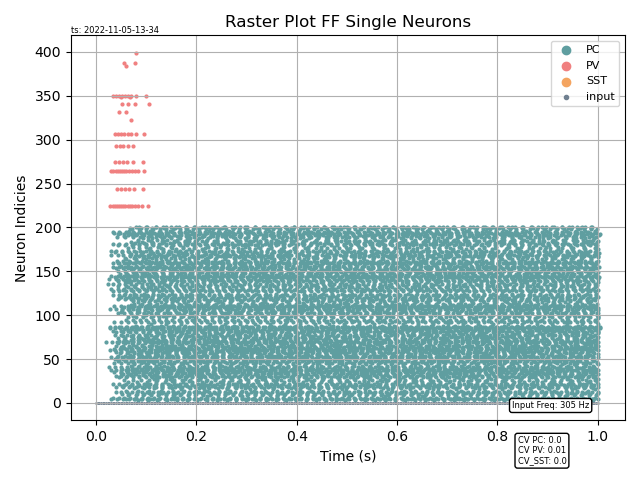 Raster Plot FF Single Neurons
ts: 2022-11-05-13-34
PC
PV
SST
input
Neuron Indicies
400
350
300
250
200
150
100
50
0
Input Freq: 305 Hz
0.0 0.2 0.4 0.6 0.8 1.0
Time (s)
CV PC: 0.0
CV PV: 0.01
CV_SST: 0.0